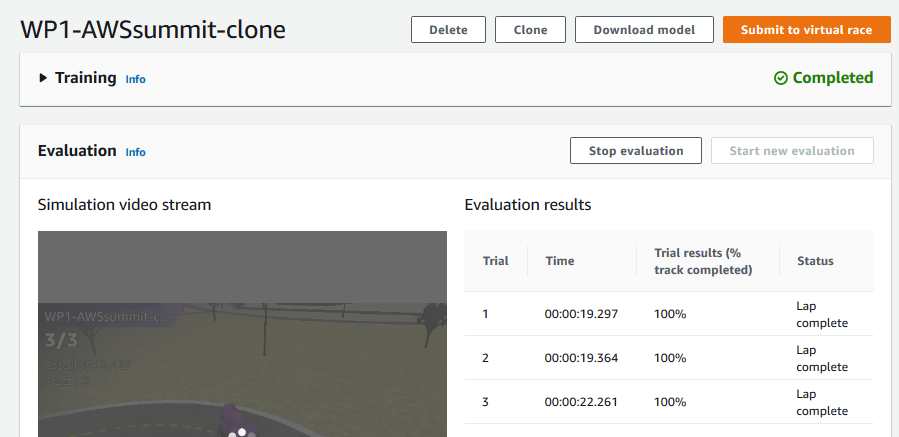 WP1-AWSsummit-clone
Delete
Clone
Download model
Submit to virtual race
Training Info
Completed
Evaluation Info
Stop evaluation
Start new evaluation
Simulation video stream
Evaluation results
Trial
Time
Trial results (%
track completed)
Status
1
00:00:19.297
100%
Lap
complete
2
00:00:19.364
100%
Lap
complete
3
00:00:22.261
100%
Lap
complete
WP1-AWSsummit-c...
3/3